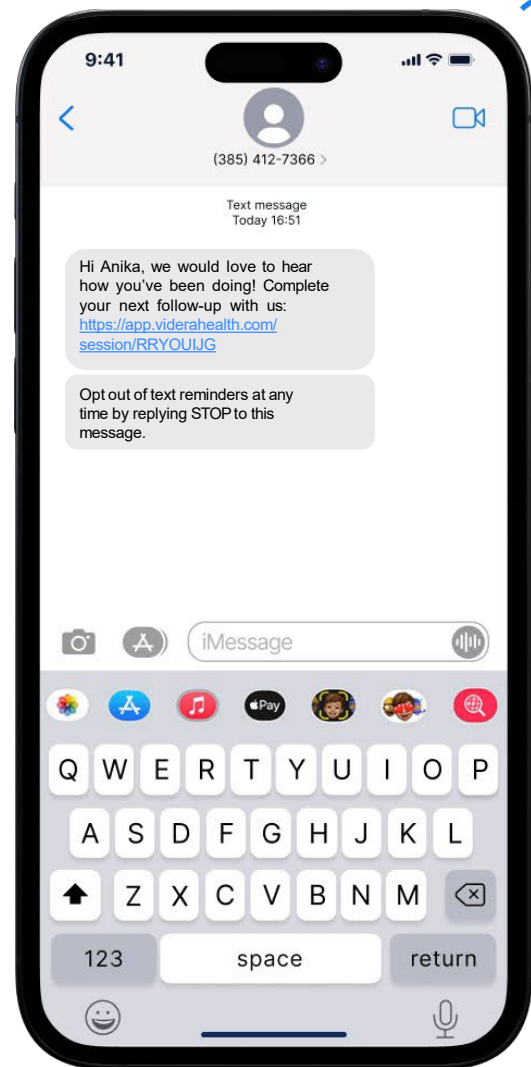 9:41
(385) 412-7366 >
Text message
Today 16:51
Hi Anika, we would love to hear
how you've been doing! Complete
your next follow-up with us:
https://app.viderahealth.com/
session/RRYOUIJG
Opt out of text reminders at any
time by replying STOP to this
message.
iMessage
Pay
Q W E R T Y U I O P
A S D F G H J K L
Z X C V B N M
123 space return